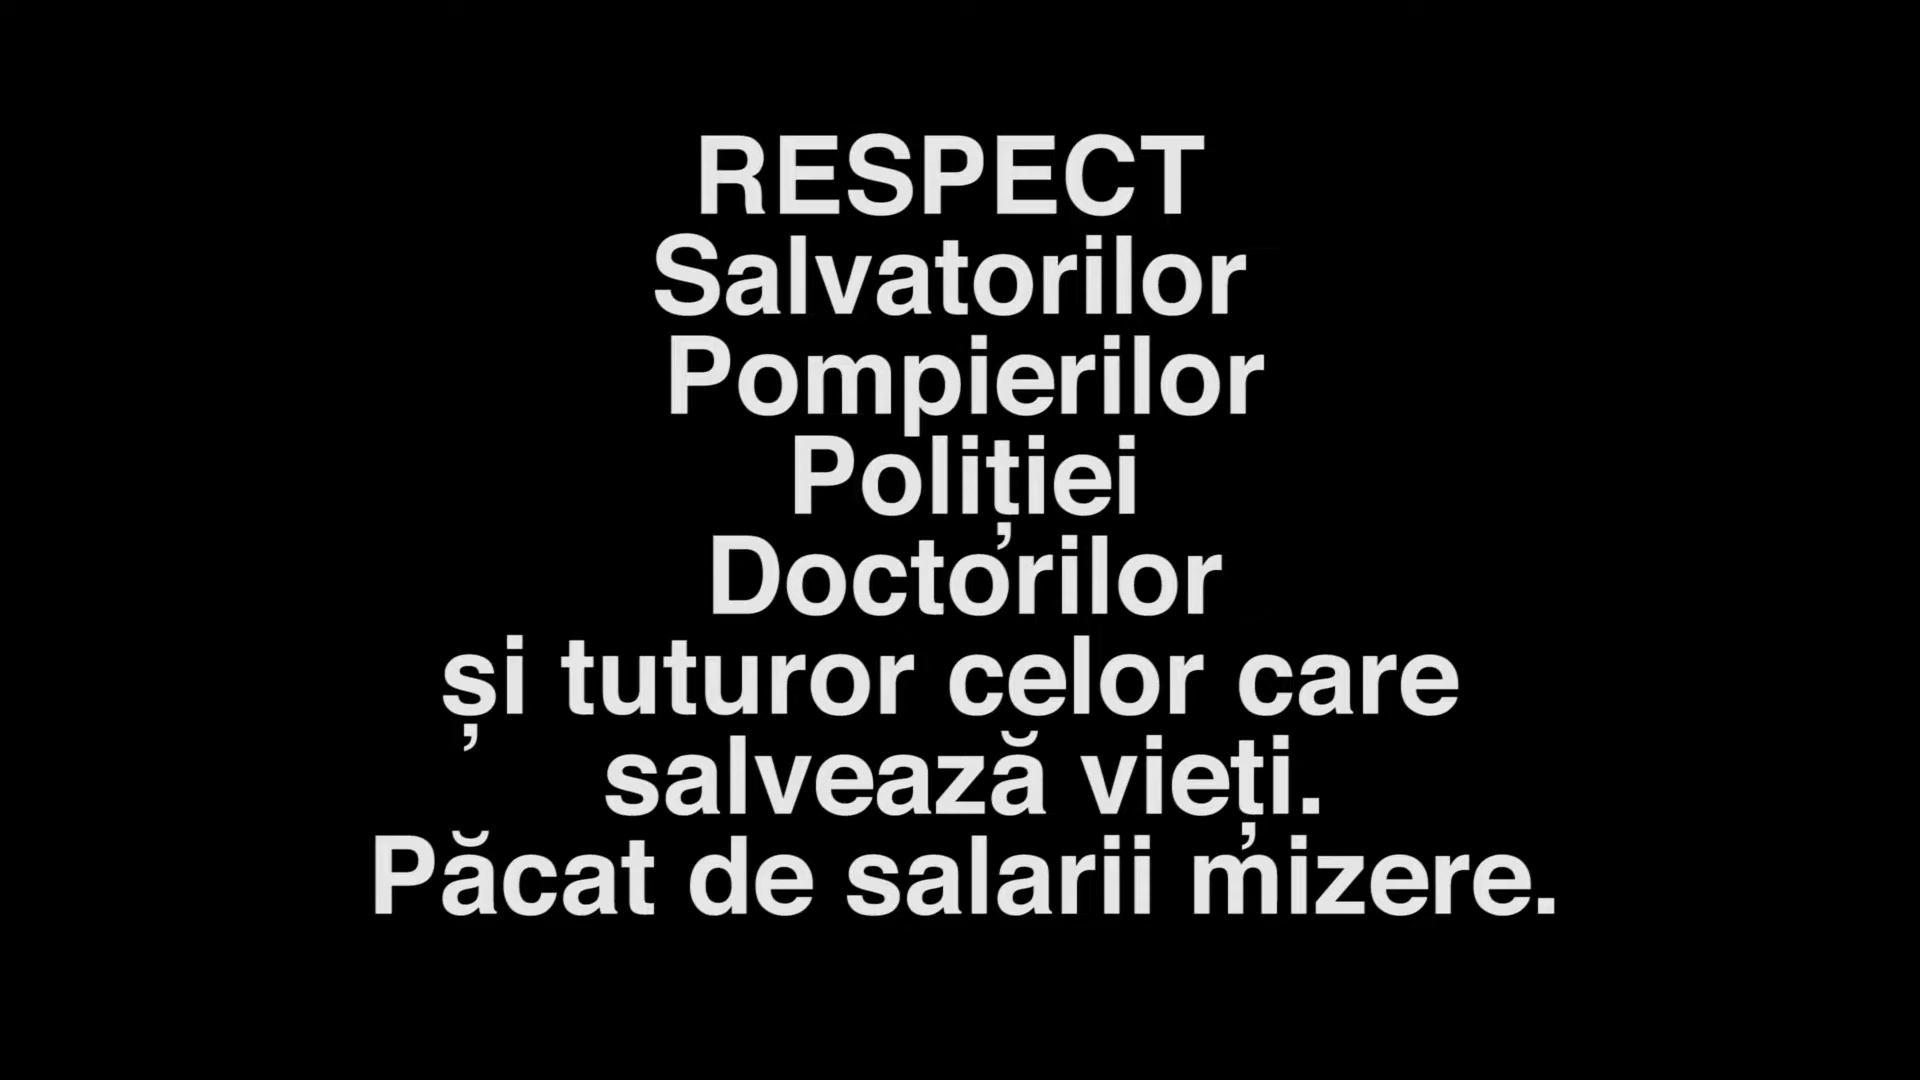 RESPECT
Salvatorilor
Pompierilor
Poliției
Doctorilor
și tuturor celor care
salvează vieți.
Păcat de salarii mizere.